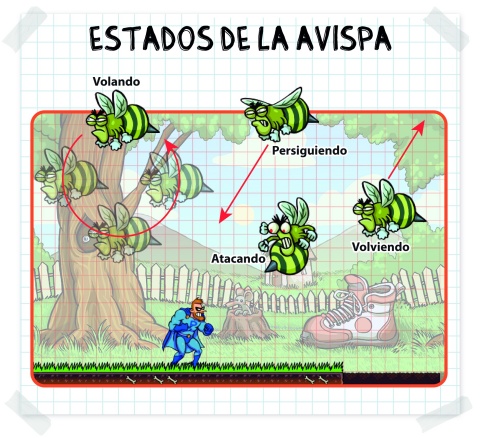 ESTADOS DE LA AVISPA
Volando
Persiguiendo
Atacando
Volviendo